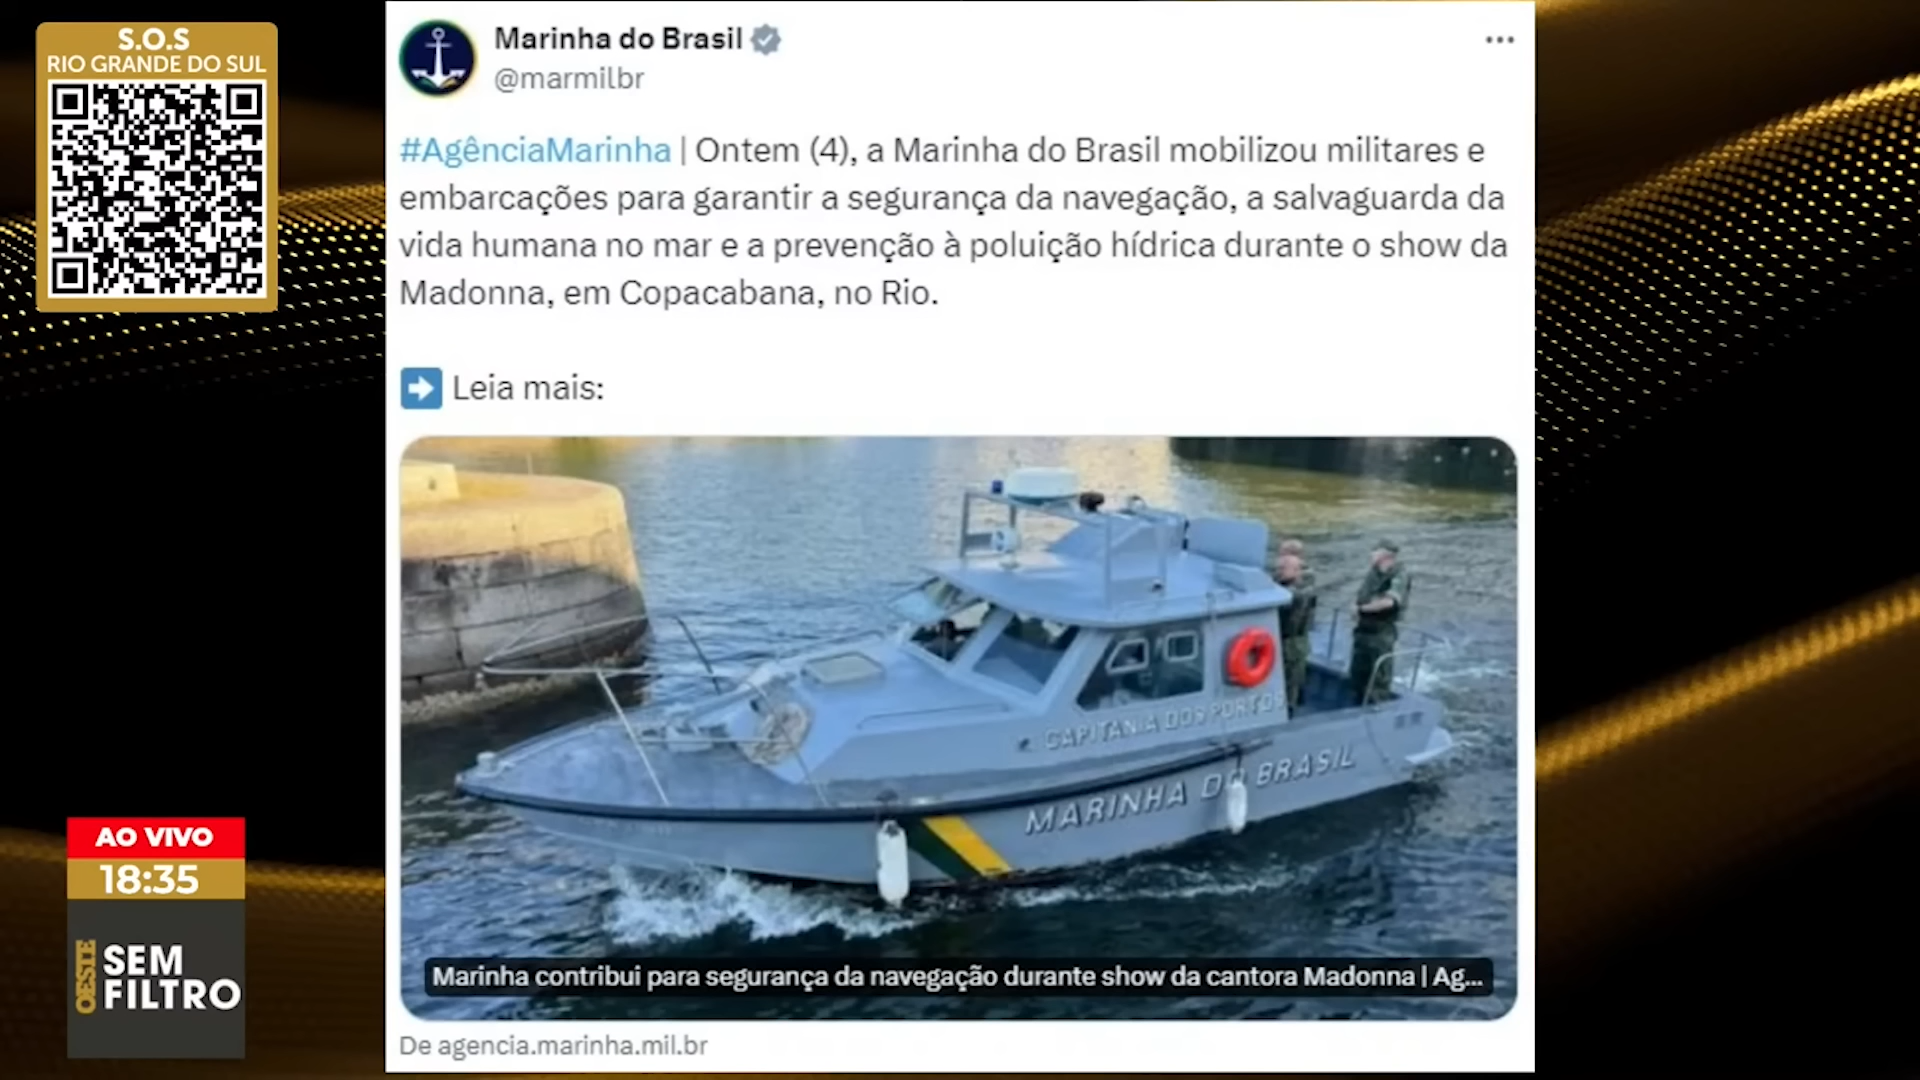 S.O.S
RIO GRANDE DO SUL
Marinha do Brasil
@marmilbr
#AgênciaMarinha | Ontem (4), a Marinha do Brasil mobilizou militares e
embarcações para garantir a segurança da navegação, a salvaguarda da
vida humana no mar e a prevenção à poluição hídrica durante o show da
Madonna, em Copacabana, no Rio.
Leia mais:
CAPITANIA DOS PORTOS
MARINHA DO BRASIL
Marinha contribui para segurança da navegação durante show da cantora Madonna | Ag...
De agencia.marinha.mil.br
AO VIVO
18:35
OESTE
SEM
FILTRO